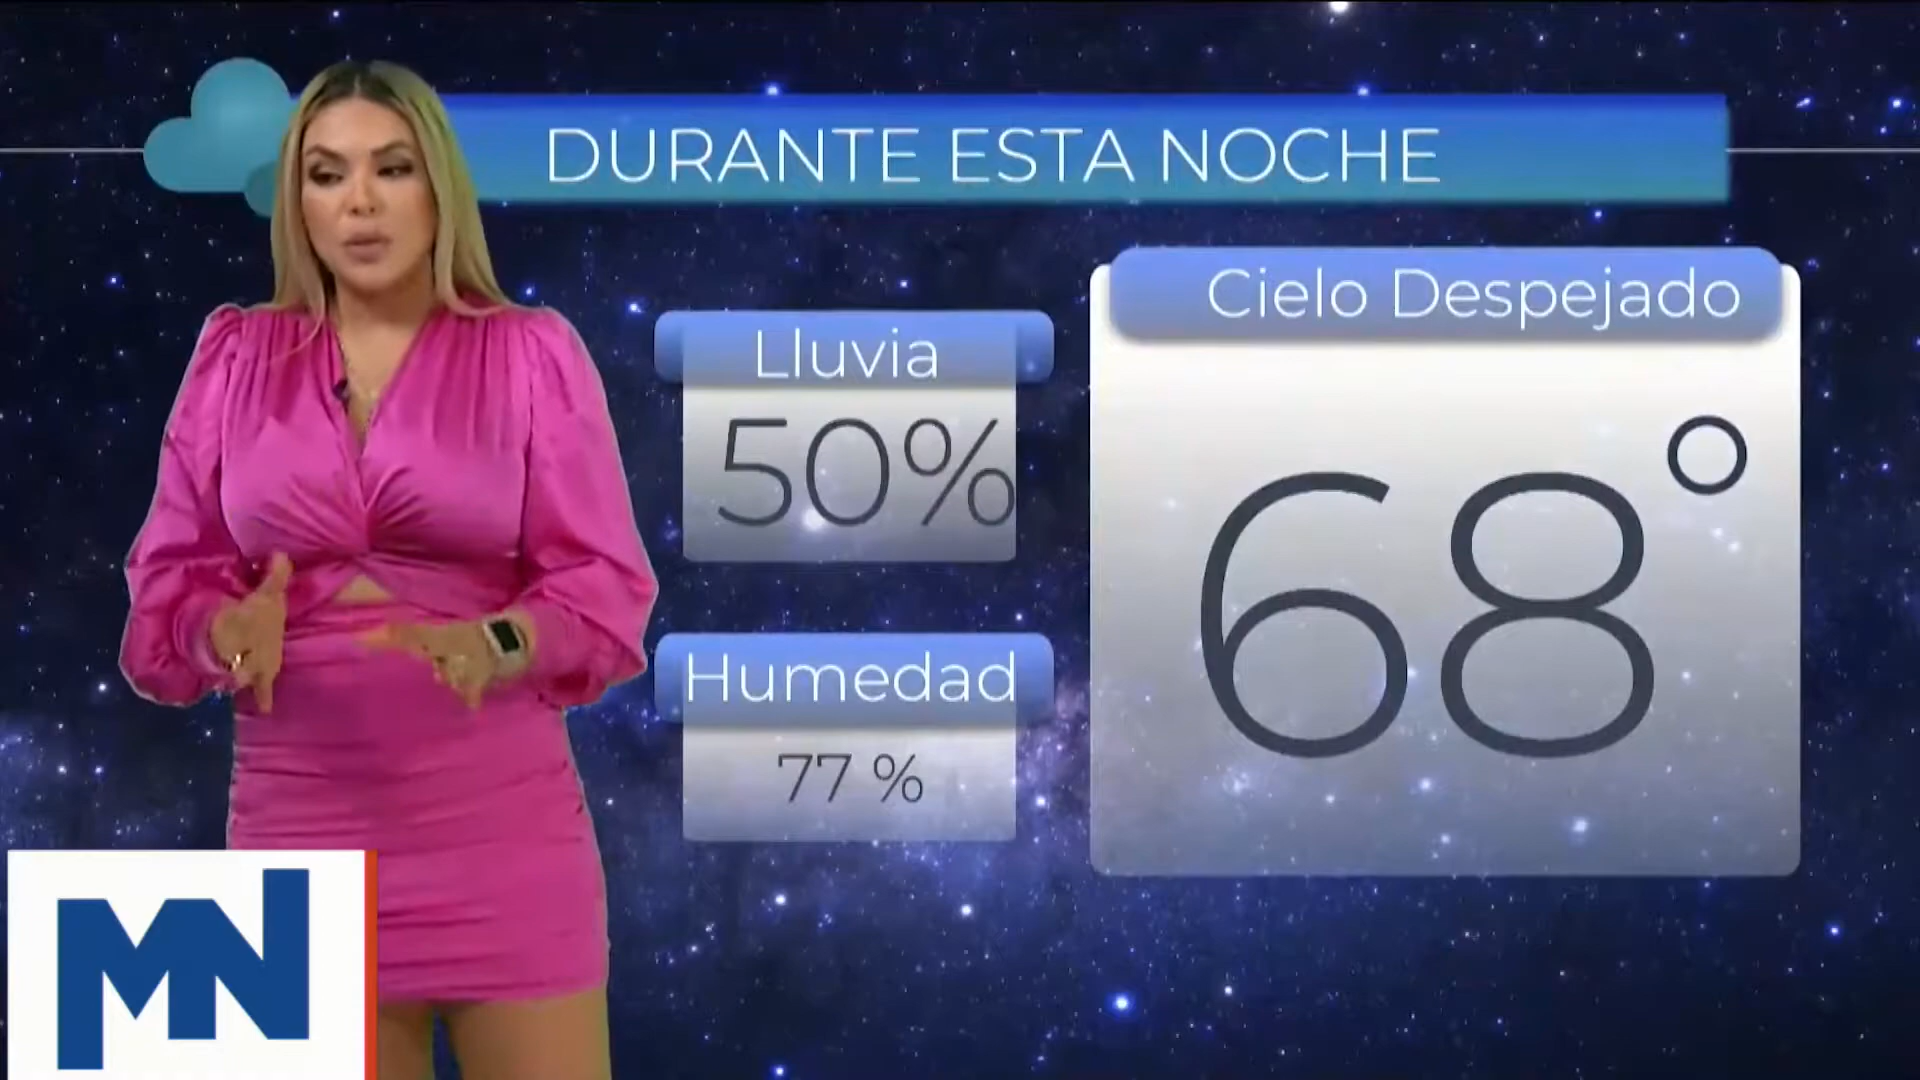 DURANTE ESTA NOCHE
Cielo Despejado
Lluvia
50%
68°
Humedad
77 %
MN